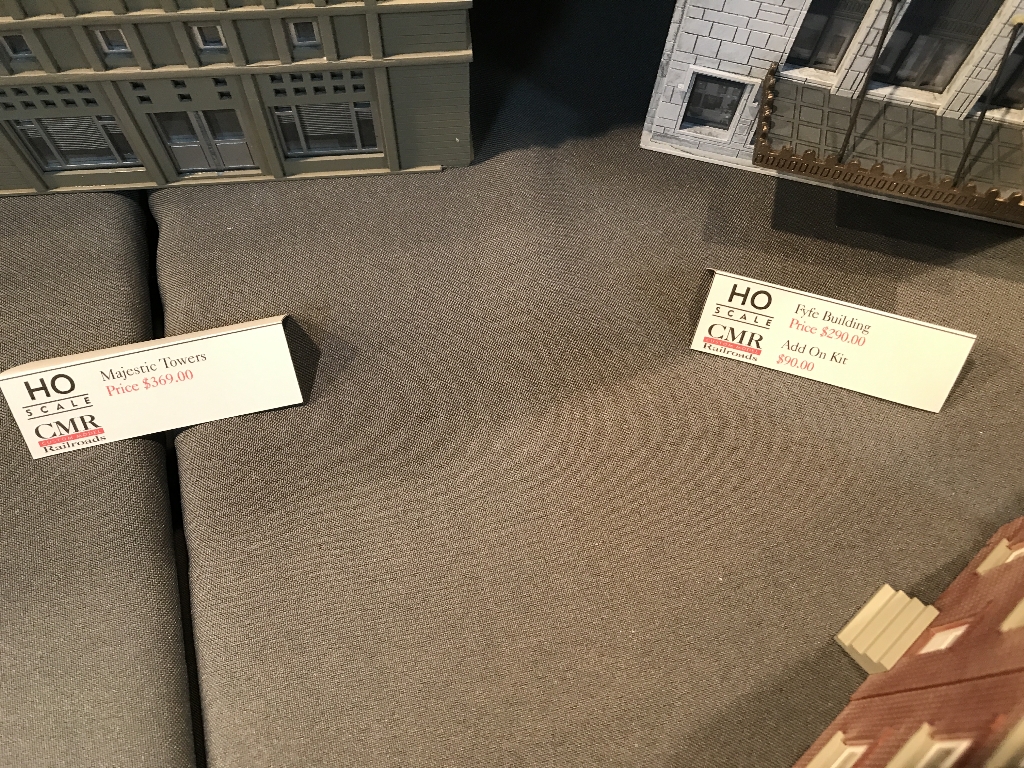 HO
SCALE
CMR
Railroads
Majestic Towers
Price $369.00
HO
SCALE
CMR
Railroads
Fyfe Building
Price $290.00
Add On Kit
$90.00